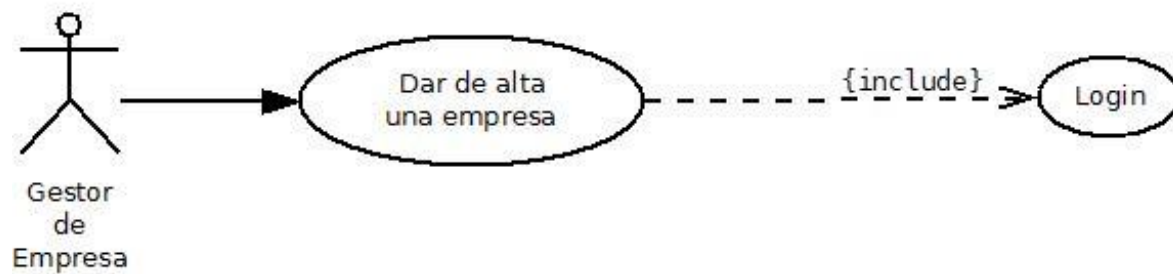 Gestor
de
Empresa
Dar de alta
una empresa
{include}
Login